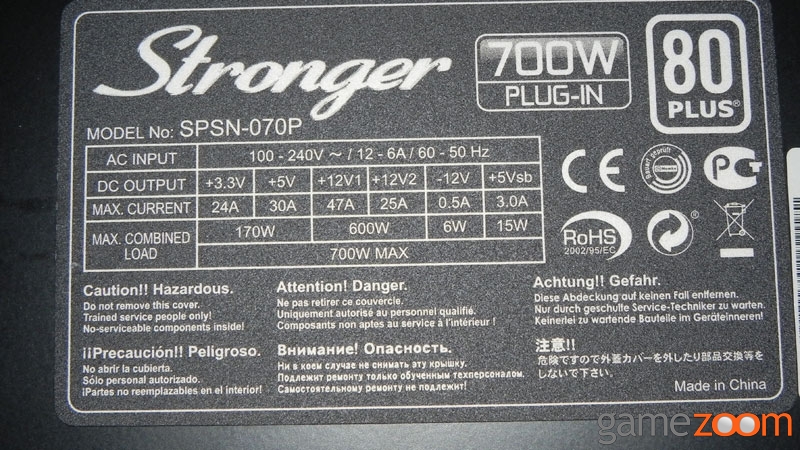 Stronger
700W
PLUG-IN
80
PLUS®
MODEL No: SPSN-070P
AC INPUT 100 - 240V ~ / 12 - 6A / 60 - 50 Hz
DC OUTPUT +3.3V +5V +12V1 +12V2 -12V +5Vsb
MAX. CURRENT 24A 30A 47A 25A 0.5A 3.0A
MAX. COMBINED LOAD 170W 600W 6W 15W
700W MAX
CE
Bauart geprüft
RoHS
2002/95/EC
Caution!! Hazardous.
Do not remove this cover.
Trained service people only!
No-serviceable components inside!
Attention! Danger.
Ne pas retirer ce couvercie.
Uniquement autorisé au personnel qualifié.
Composants non aptes au service à l'intérieur !
Achtung!! Gefahr.
Diese Abdeckung auf keinen Fall entfernen.
Nur durch geschulte Service-Techniker zu warten.
Keinerlei zu wartende Bauteile im Geräteinneren!
¡¡Precaución!! Peligroso.
No abrir la cubierta.
Sólo personal autorizado.
¡Partes no reemplazables en el interior!
Внимание! Опасность.
Ни в коем случае не снимать эту крышку.
Подлежит ремонту только обученным техперсоналом.
Самостоятельному ремонту не подлежит!
注意!!
危険ですので外蓋カバーを外したり部品交換等を
しないで下さい。
Made in China
gamezoom